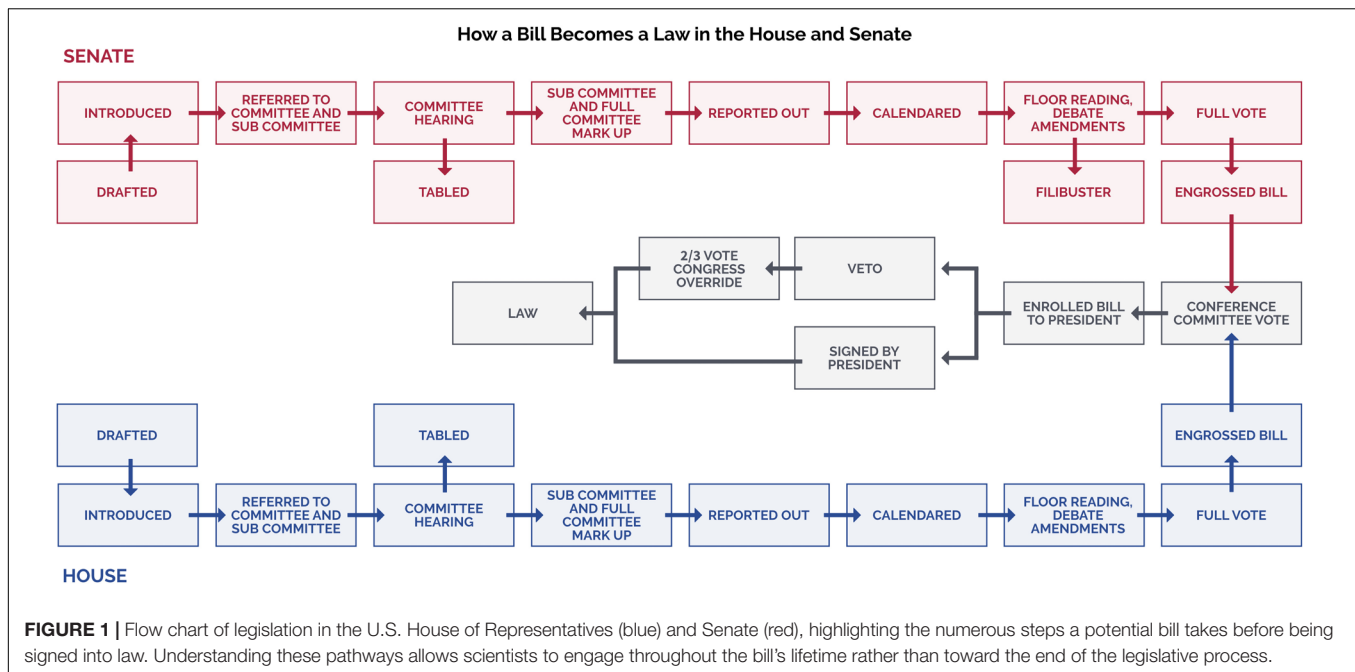 How a Bill Becomes a Law in the House and Senate
SENATE
INTRODUCED
REFERRED TO
COMMITTEE AND
SUB COMMITTEE
COMMITTEE
HEARING
SUB COMMITTEE
AND FULL
COMMITTEE
MARK UP
REPORTED OUT
CALENDARED
FLOOR READING,
DEBATE
AMENDMENTS
FULL VOTE
DRAFTED
TABLED
FILIBUSTER
ENGROSSED BILL
2/3 VOTE
CONGRESS
OVERRIDE
VETO
LAW
ENROLLED BILL
TO PRESIDENT
CONFERENCE
COMMITTEE VOTE
SIGNED BY
PRESIDENT
DRAFTED
TABLED
ENGROSSED BILL
INTRODUCED
REFERRED TO
COMMITTEE AND
SUB COMMITTEE
COMMITTEE
HEARING
SUB COMMITTEE
AND FULL
COMMITTEE
MARK UP
REPORTED OUT
CALENDARED
FLOOR READING,
DEBATE
AMENDMENTS
FULL VOTE
HOUSE
FIGURE 1 | Flow chart of legislation in the U.S. House of Representatives (blue) and Senate (red), highlighting the numerous steps a potential bill takes before being
signed into law. Understanding these pathways allows scientists to engage throughout the bill's lifetime rather than toward the end of the legislative process.